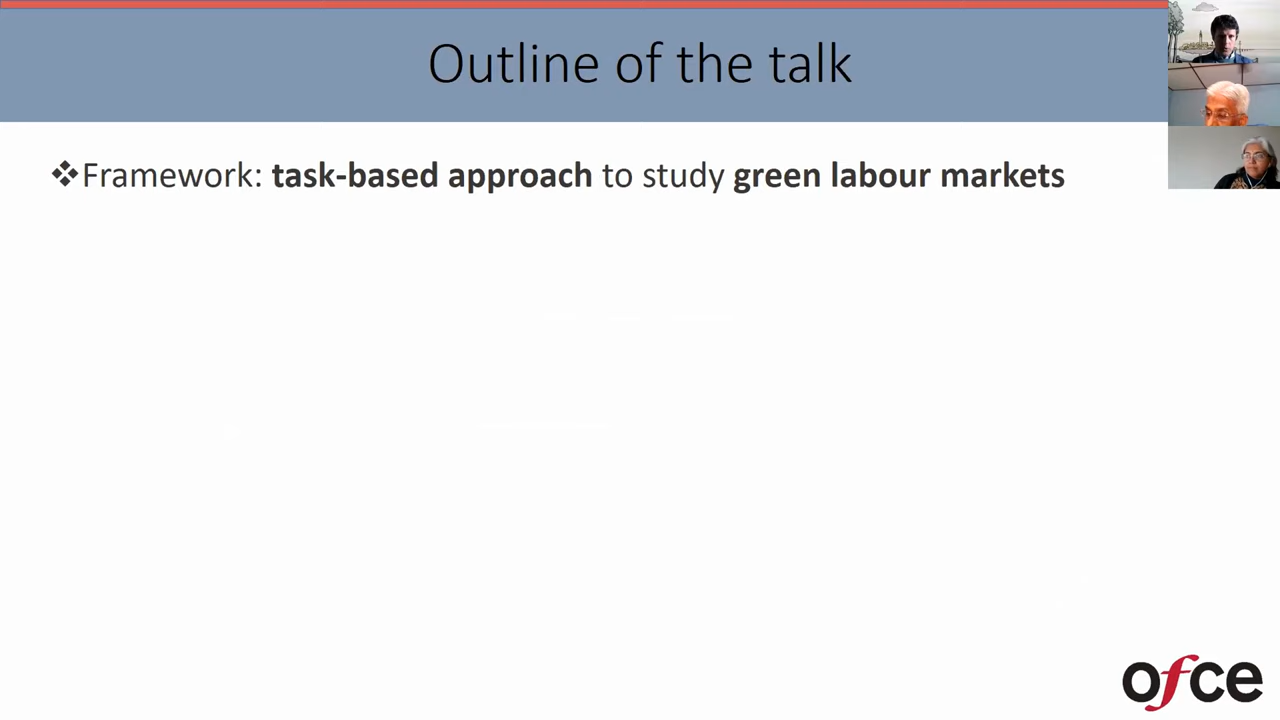 Outline of the talk
❖Framework: task-based approach to study green labour markets
ofce